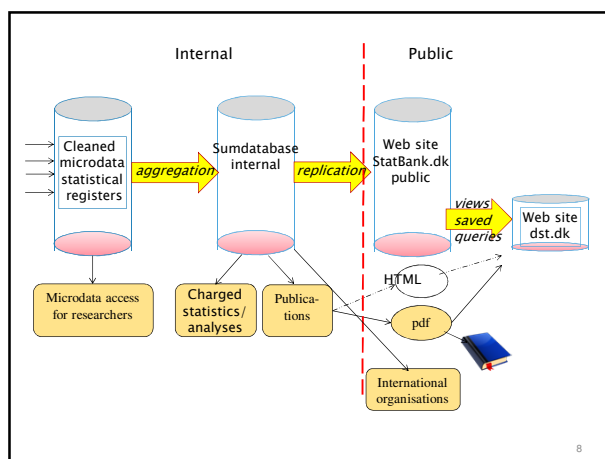 Internal
Public
Cleaned
microdata
statistical
registers
aggregation
Sumdatabase
internal
replication
Web site
StatBank.dk
public
views
saved
queries
Web site
dst.dk
Microdata access
for researchers
Charged
statistics/
analyses
Publica-
tions
HTML
pdf
International
organisations
8